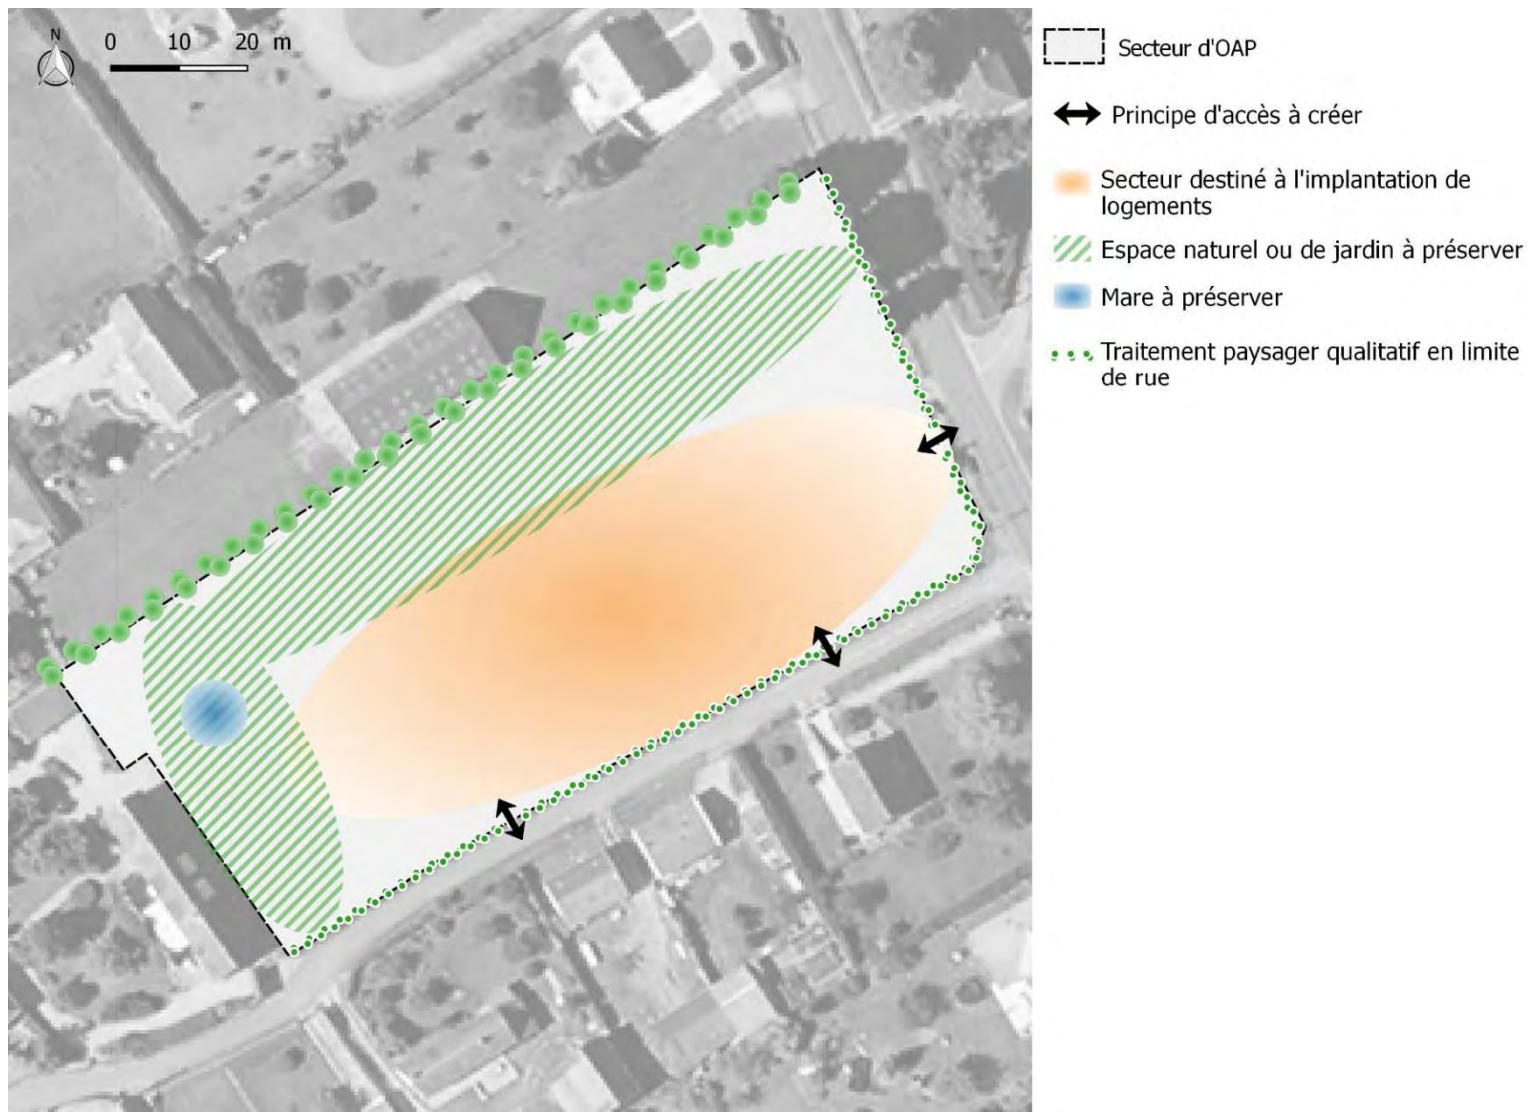 N
0 10 20 m
Secteur d'OAP
Principe d'accès à créer
Secteur destiné à l'implantation de
logements
Espace naturel ou de jardin à préserver
Mare à préserver
Traitement paysager qualitatif en limite
de rue